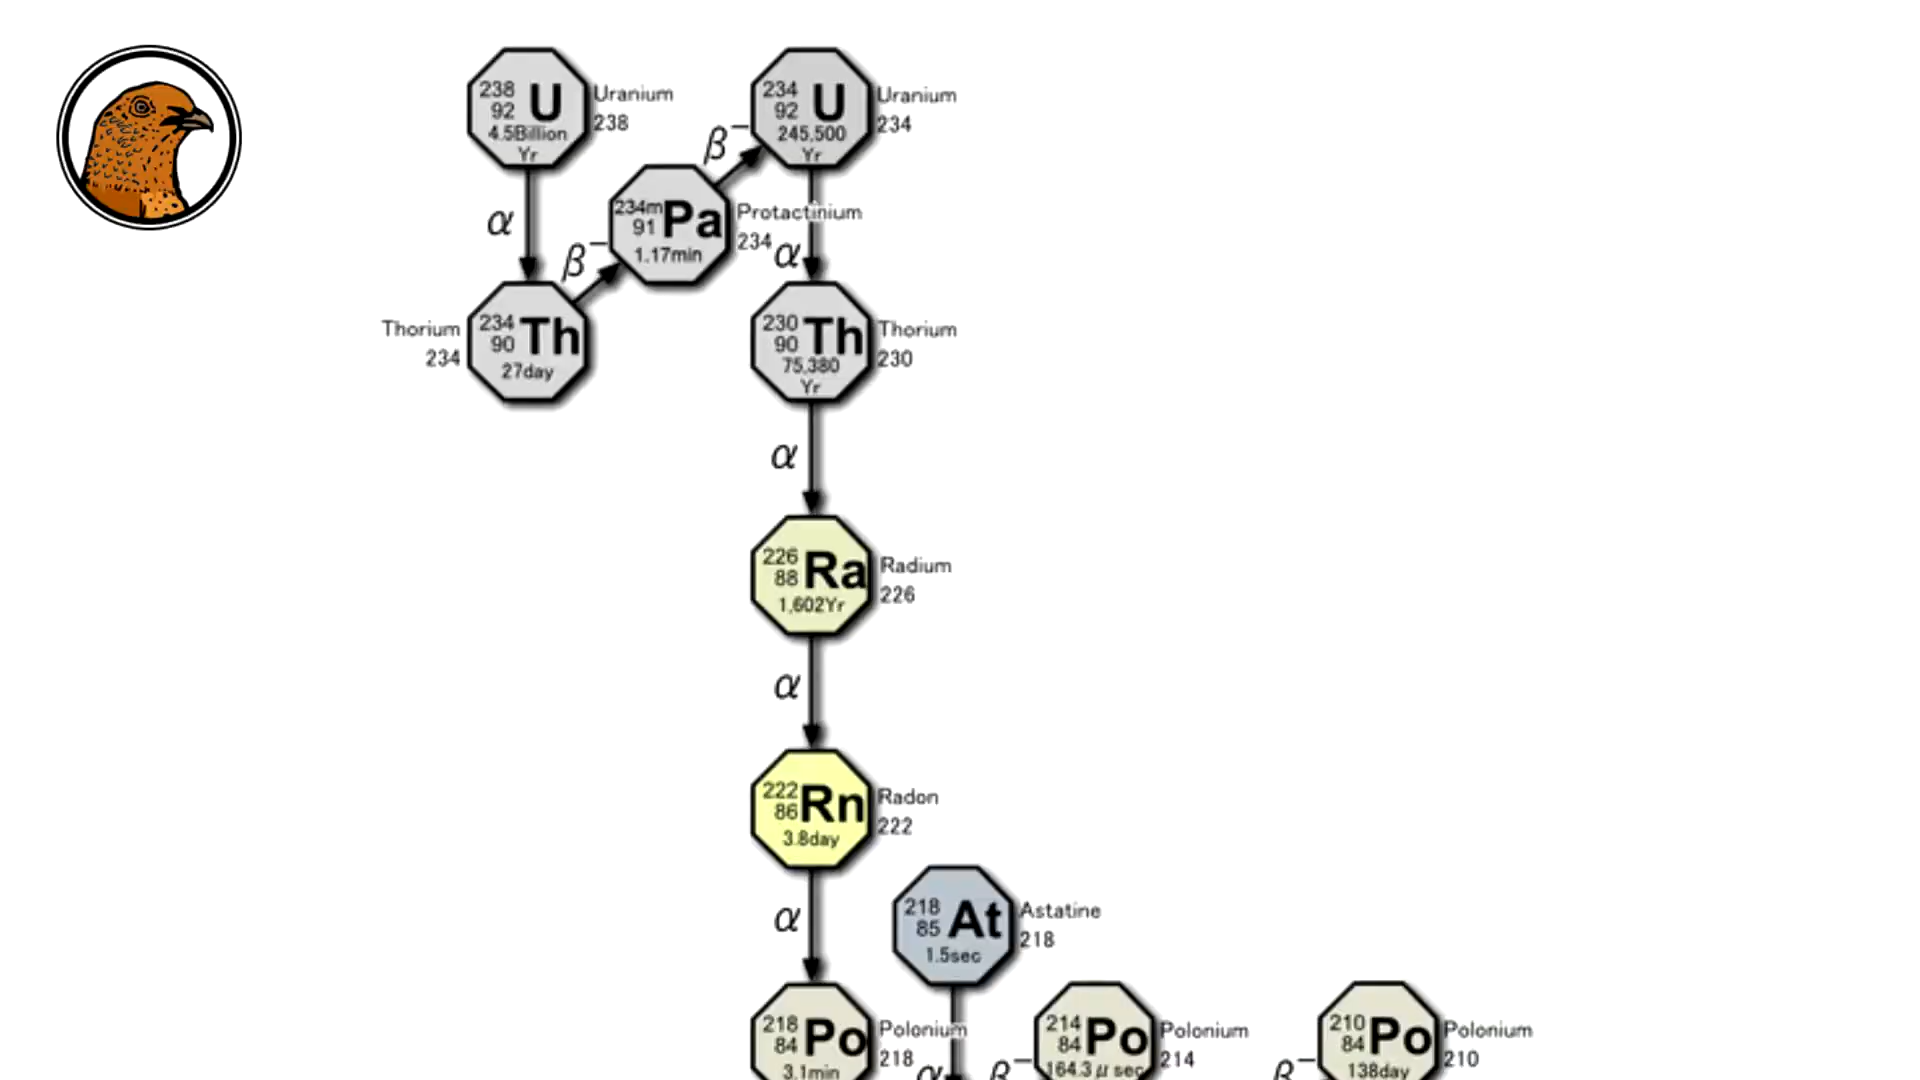 238
92 U
4.5Billion
Yr
Uranium
238
234
92 U
245,500
Yr
Uranium
234
β−
α
234m
91 Pa
1.17min
Protactinium
234
β−
α
Thorium
234
234
90 Th
27day
230
90 Th
75,380
Yr
Thorium
230
α
226
88 Ra
1,602Yr
Radium
226
α
222
86 Rn
3.8day
Radon
222
α
218
85 At
1.5sec
Astatine
218
218
84 Po
3.1min
Polonium
218
α
β−
214
84 Po
164.3μsec
Polonium
214
β−
210
84 Po
138day
Polonium
210